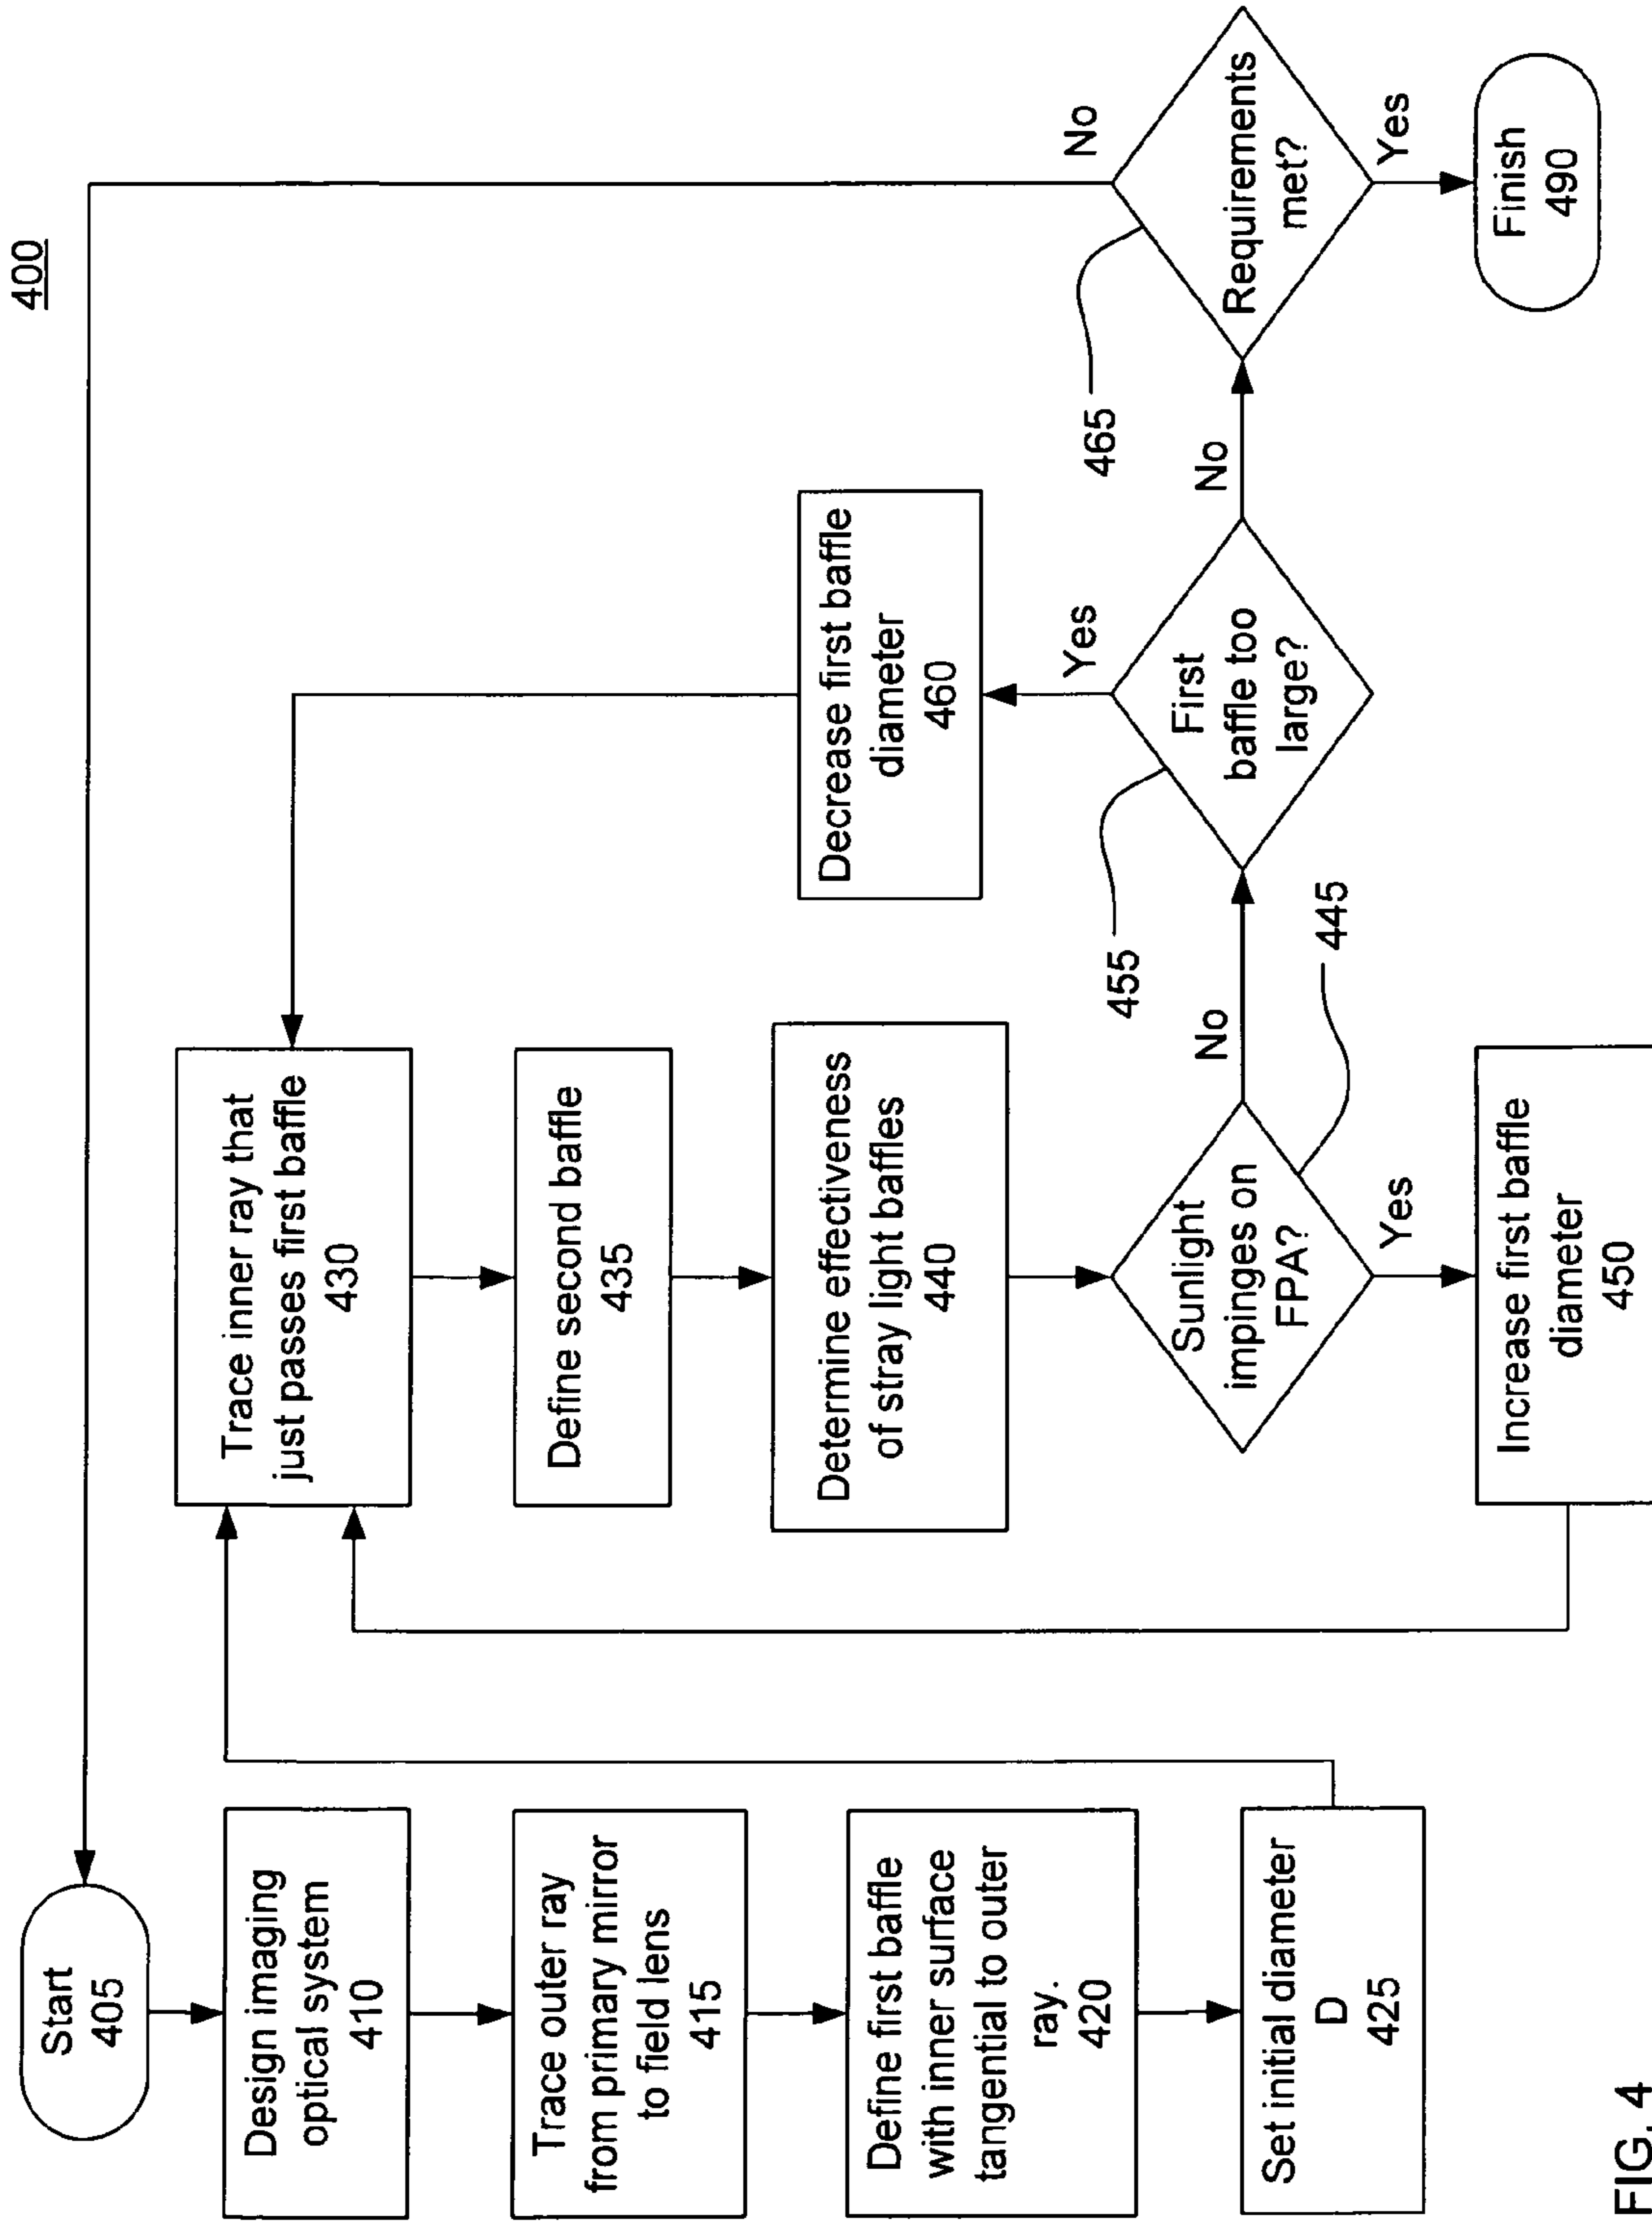 400
Start
405
Design imaging
optical system
410
Trace outer ray
from primary mirror
to field lens
415
Define first baffle
with inner surface
tangential to outer
ray.
420
Set initial diameter
D
425
Trace inner ray that
just passes first baffle
430
Define second baffle
435
Determine effectiveness
of stray light baffles
440
Sunlight
impinges on
FPA?
445
No
Yes
Increase first baffle
diameter
450
Decrease first baffle
diameter
460
Yes
First
baffle too
large?
455
No
Requirements
met?
465
No
Yes
Finish
490
FIG. 4